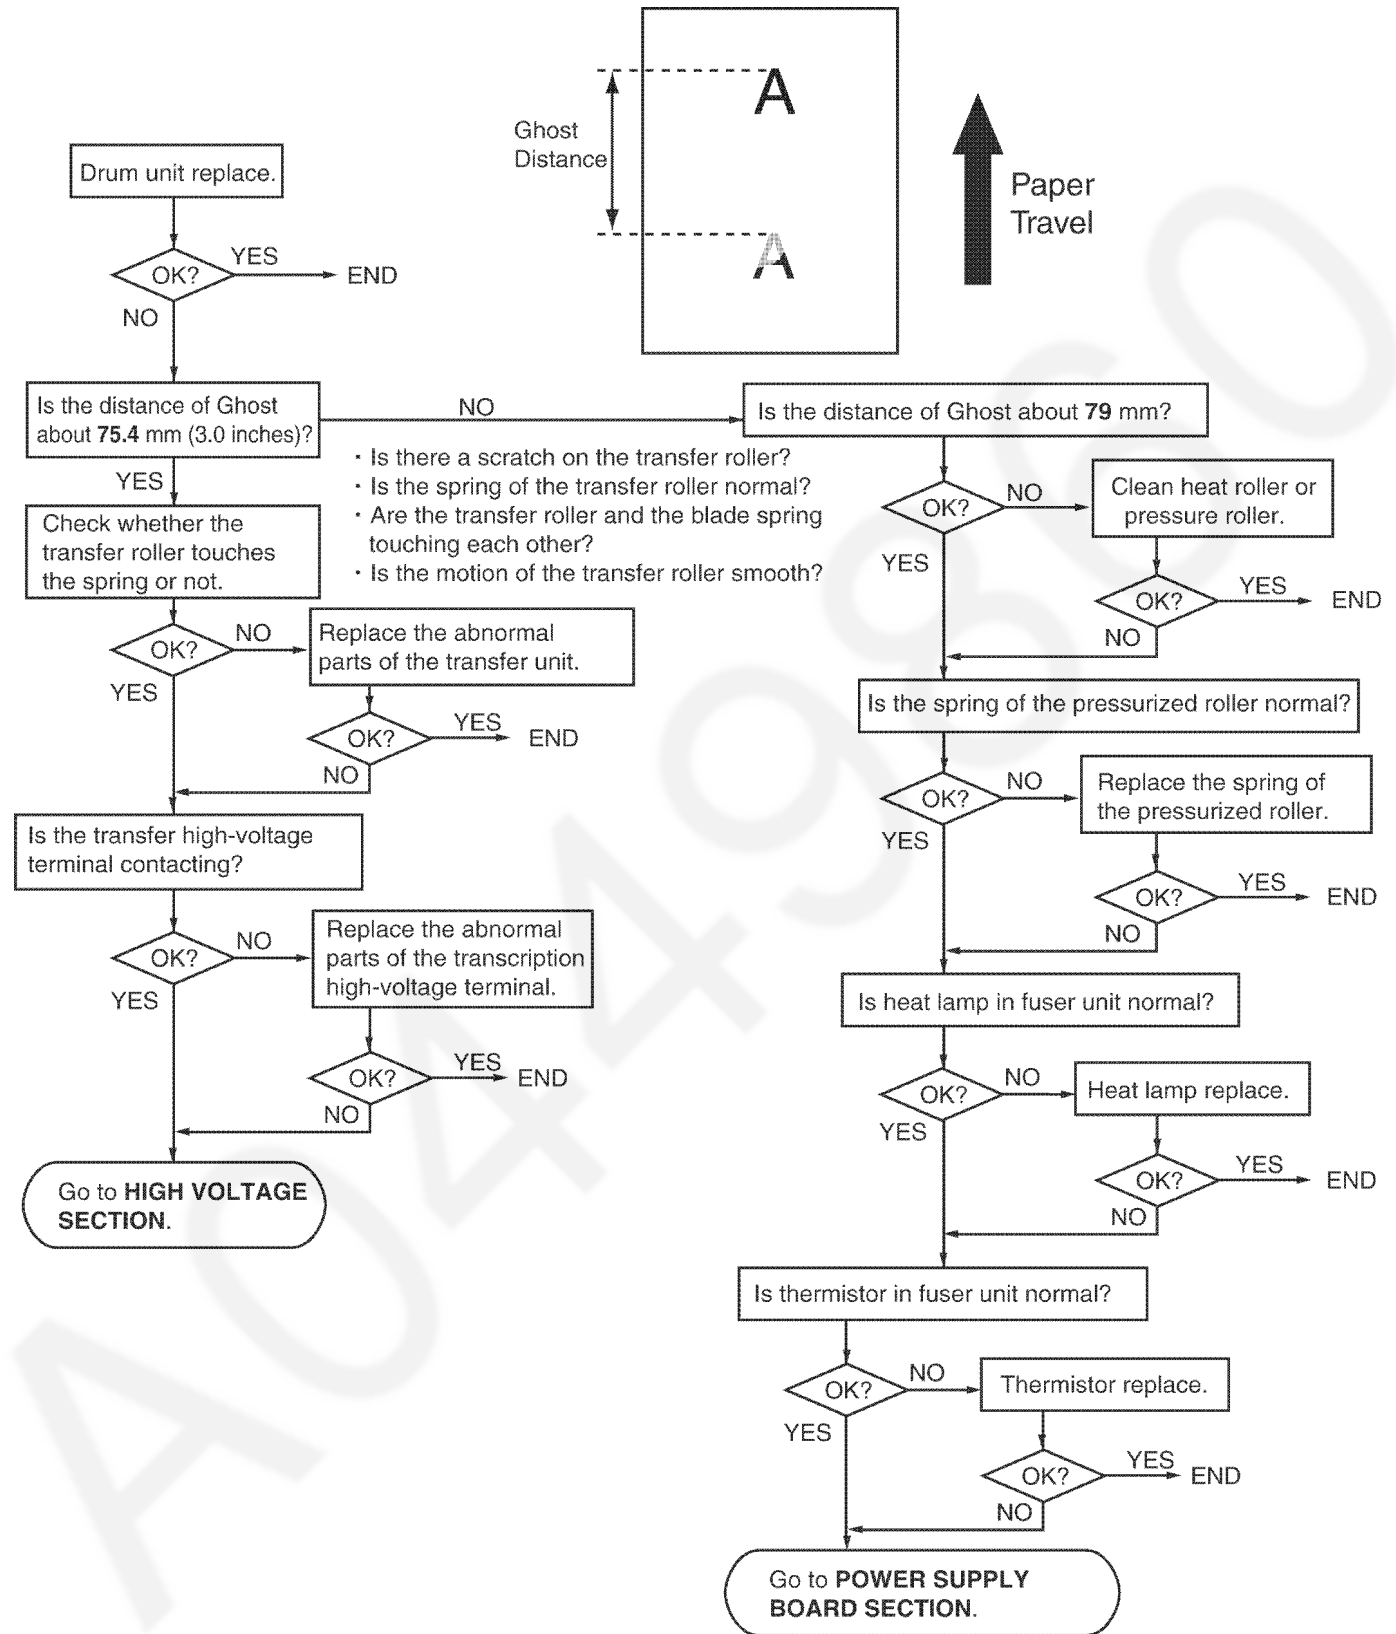 A
Ghost
Distance
A
Paper
Travel
Drum unit replace.
OK?
YES
END
NO
Is the distance of Ghost
about 75.4 mm (3.0 inches)?
NO
YES
· Is there a scratch on the transfer roller?
· Is the spring of the transfer roller normal?
· Are the transfer roller and the blade spring
touching each other?
· Is the motion of the transfer roller smooth?
Check whether the
transfer roller touches
the spring or not.
OK?
NO
YES
Replace the abnormal
parts of the transfer unit.
OK?
YES
END
NO
Is the transfer high-voltage
terminal contacting?
OK?
NO
YES
Replace the abnormal
parts of the transcription
high-voltage terminal.
OK?
YES
END
NO
Go to HIGH VOLTAGE
SECTION.
Is the distance of Ghost about 79 mm?
OK?
NO
YES
Clean heat roller or
pressure roller.
OK?
YES
END
NO
Is the spring of the pressurized roller normal?
OK?
NO
YES
Replace the spring of
the pressurized roller.
OK?
YES
END
NO
Is heat lamp in fuser unit normal?
OK?
NO
YES
Heat lamp replace.
OK?
YES
END
NO
Is thermistor in fuser unit normal?
OK?
NO
YES
Thermistor replace.
OK?
YES
END
NO
Go to POWER SUPPLY
BOARD SECTION.
A0449860